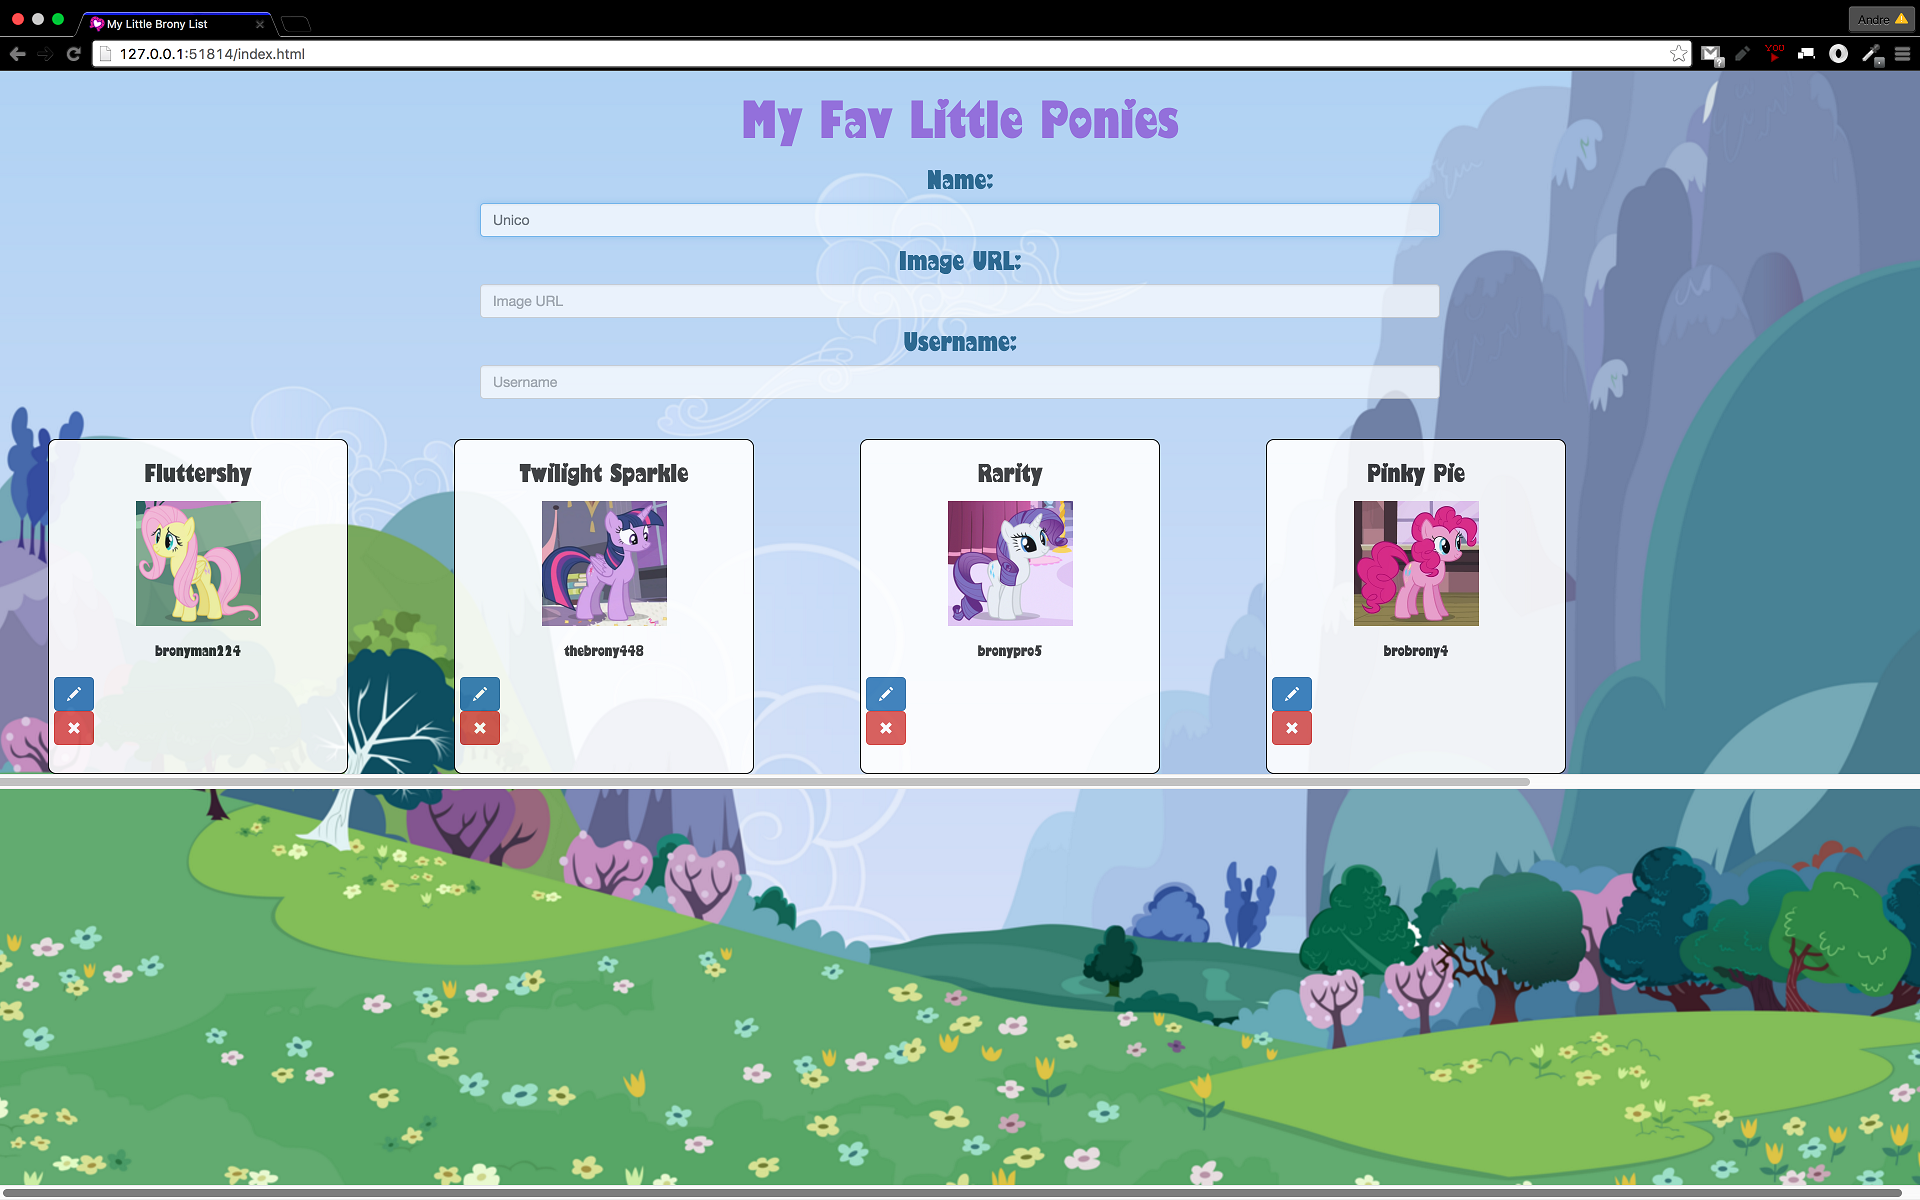 My Little Brony List
Andre
127.0.0.1:51814/index.html
My Fav Little Ponies
Name:
Unico
Image URL:
Image URL
Username:
Username
Fluttershy
Twilight Sparkle
Rarity
Pinky Pie
bronyman224
thebrony448
bronypro5
brobrony4